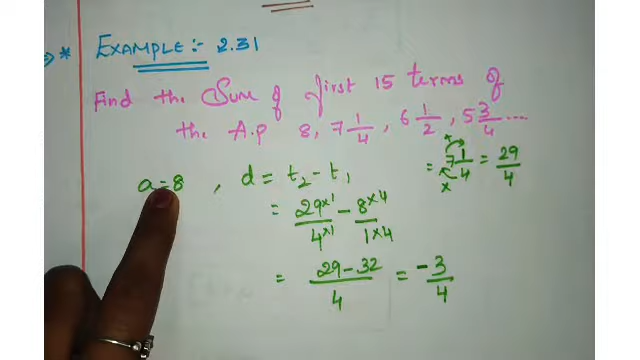 * EXAMPLE:- 2.31
Find the Sum of first 15 terms of
the A.P 8, 7 1/4, 6 1/2, 5 3/4 ....
a=8, d = t₂ - t₁
= 7 1/4 = 29/4
= 29×1/4×1 - 8×4/1×4
= 29-32/4 = -3/4